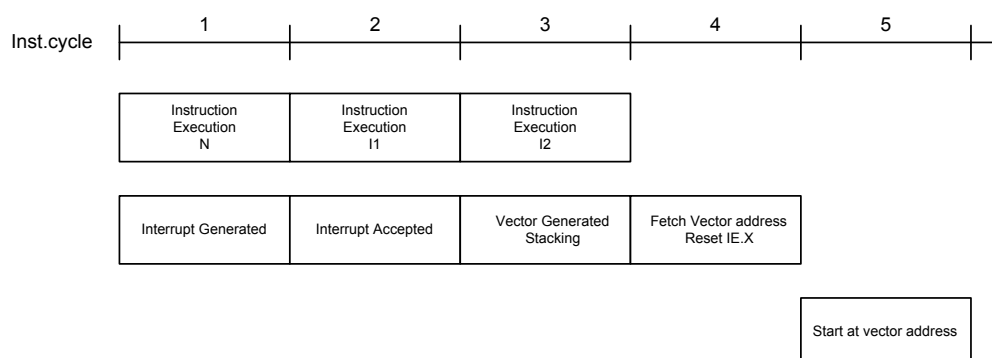 1 2 3 4 5
Inst.cycle
Instruction
Execution
N
Instruction
Execution
I1
Instruction
Execution
I2
Interrupt Generated
Interrupt Accepted
Vector Generated
Stacking
Fetch Vector address
Reset IE.X
Start at vector address